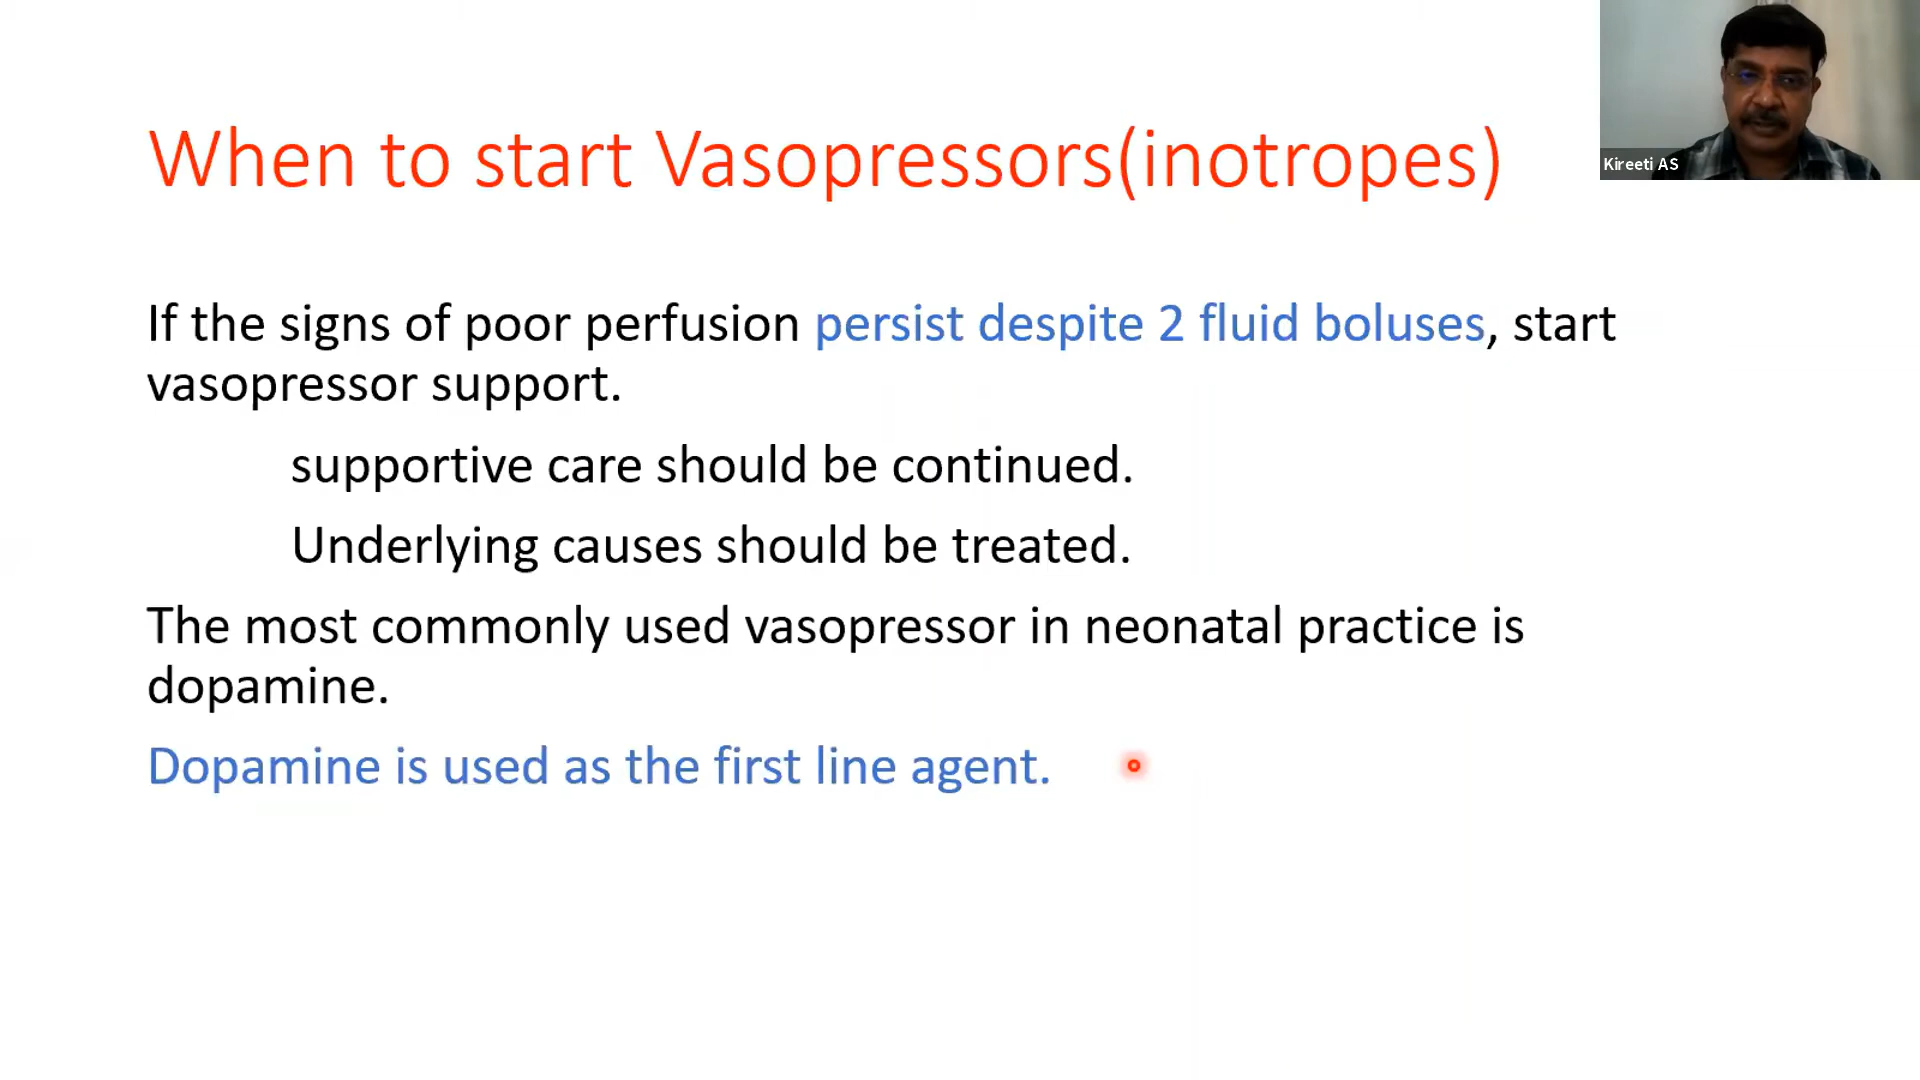 When to start Vasopressors(inotropes)
Kireeti AS
If the signs of poor perfusion persist despite 2 fluid boluses, start
vasopressor support.
supportive care should be continued.
Underlying causes should be treated.
The most commonly used vasopressor in neonatal practice is
dopamine.
Dopamine is used as the first line agent.